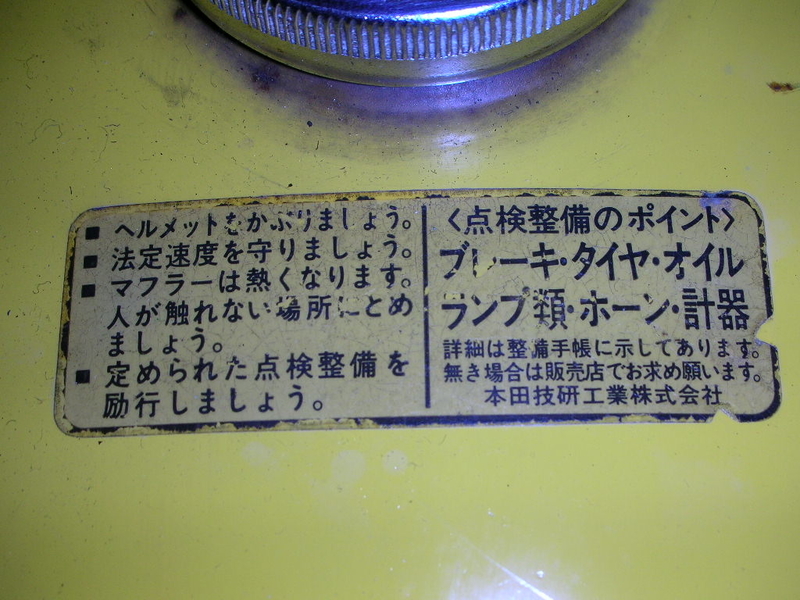 ■ ヘルメットをかぶりましょう。
■ 法定速度を守りましょう。
■ マフラーは熱くなります。
人が触れない場所にとめ
ましょう。
■ 定められた点検整備を
励行しましょう。
〈点検整備のポイント〉
ブレーキ・タイヤ・オイル
ランプ類・ホーン・計器
詳細は整備手帳に示してあります。
無き場合は販売店でお求め願います。
本田技研工業株式会社